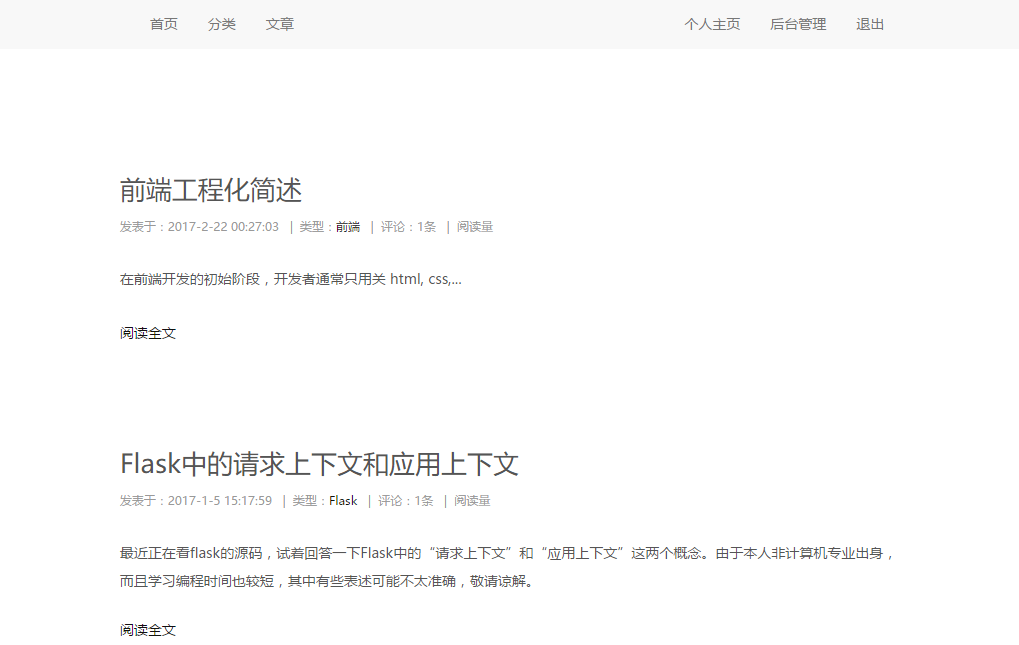 首页 分类 文章 个人主页 后台管理 退出
前端工程化简述
发表于：2017-2-22 00:27:03 | 类型：前端 | 评论：1条 | 阅读量
在前端开发的初始阶段，开发者通常只用关 html, css,...
阅读全文
Flask中的请求上下文和应用上下文
发表于：2017-1-5 15:17:59 | 类型：Flask | 评论：1条 | 阅读量
最近正在看flask的源码，试着回答一下Flask中的“请求上下文”和“应用上下文”这两个概念。由于本人非计算机专业出身，
而且学习编程时间也较短，其中有些表述可能不太准确，敬请谅解。
阅读全文